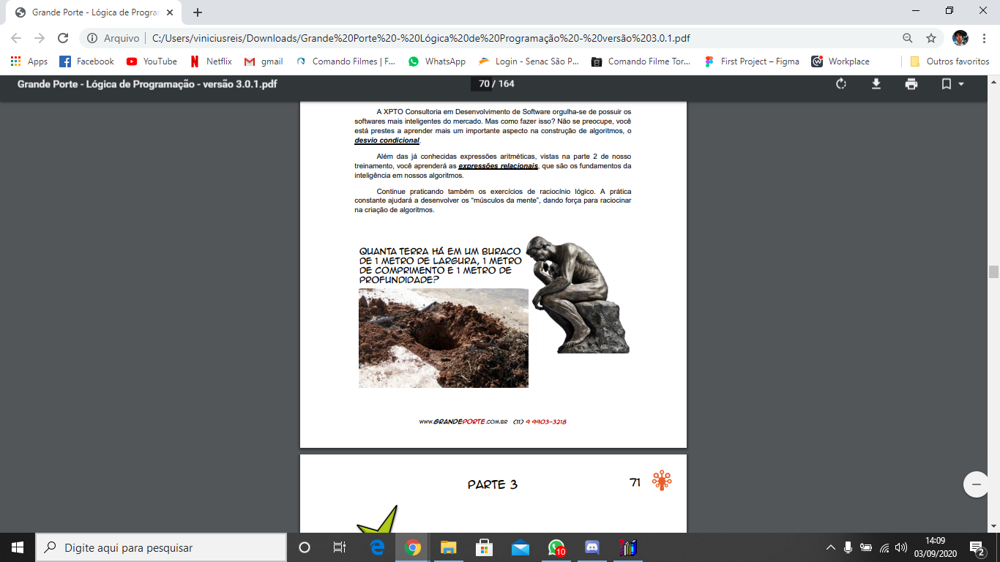 Grande Porte - Lógica de Program
Arquivo
C:/Users/viniciusreis/Downloads/Grande%20Porte%20-%20Lógica%20de%20Programação%20-%20versão%203.0.1.pdf
Apps Facebook YouTube Netflix gmail Comando Filmes | F... WhatsApp Login - Senac São P... Comando Filme Tor... First Project – Figma Workplace Outros favoritos
Grande Porte - Lógica de Programação - versão 3.0.1.pdf 70 / 164
A XPTO Consultoria em Desenvolvimento de Software orgulha-se de possuir os
softwares mais inteligentes do mercado. Mas como fazer isso? Não se preocupe, você
está prestes a aprender mais um importante aspecto na construção de algoritmos, o
desvio condicional.
Além das já conhecidas expressões aritméticas, vistas na parte 2 de nosso
treinamento, você aprenderá as expressões relacionais, que são os fundamentos da
inteligência em nossos algoritmos.
Continue praticando também os exercícios de raciocínio lógico. A prática
constante ajudará a desenvolver os “músculos da mente”, dando força para raciocinar
na criação de algoritmos.
QUANTA TERRA HÁ EM UM BURACO
DE 1 METRO DE LARGURA, 1 METRO
DE COMPRIMENTO E 1 METRO DE
PROFUNDIDADE?
WWW.GRANDEPORTE.COM.BR (11) 9 9903-3218
PARTE 3 71
Digite aqui para pesquisar
10
14:09
03/09/2020
2